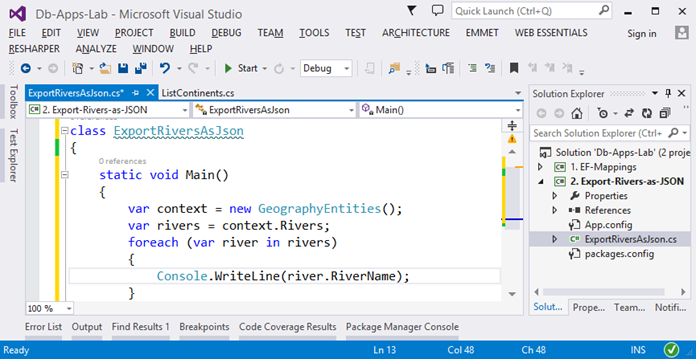 Db-Apps-Lab - Microsoft Visual Studio
Quick Launch (Ctrl+Q)
FILE EDIT VIEW PROJECT BUILD DEBUG TEAM TOOLS TEST ARCHITECTURE EMMET WEB ESSENTIALS
Emin
RESHARPER ANALYZE WINDOW HELP
Start Debug
Toolbox
Test Explorer
ExportRiversAsJson.cs* ListContinents.cs
2. Export-Rivers-as-JSON ExportRiversAsJson Main()
class ExportRiversAsJson
{
0 references
static void Main()
{
var context = new GeographyEntities();
var rivers = context.Rivers;
foreach (var river in rivers)
{
Console.WriteLine(river.RiverName);
}
100 %
Solution Explorer
Search Solution Explorer (Ctrl+
Solution 'Db-Apps-Lab' (2 proje
1. EF-Mappings
2. Export-Rivers-as-JSON
Properties
References
App.config
ExportRiversAsJson.cs
packages.config
Solut... Prope... Team... Notifi...
Error List Output Find Results 1 Breakpoints Code Coverage Results Package Manager Console
Ready Ln 13 Col 48 Ch 48 INS